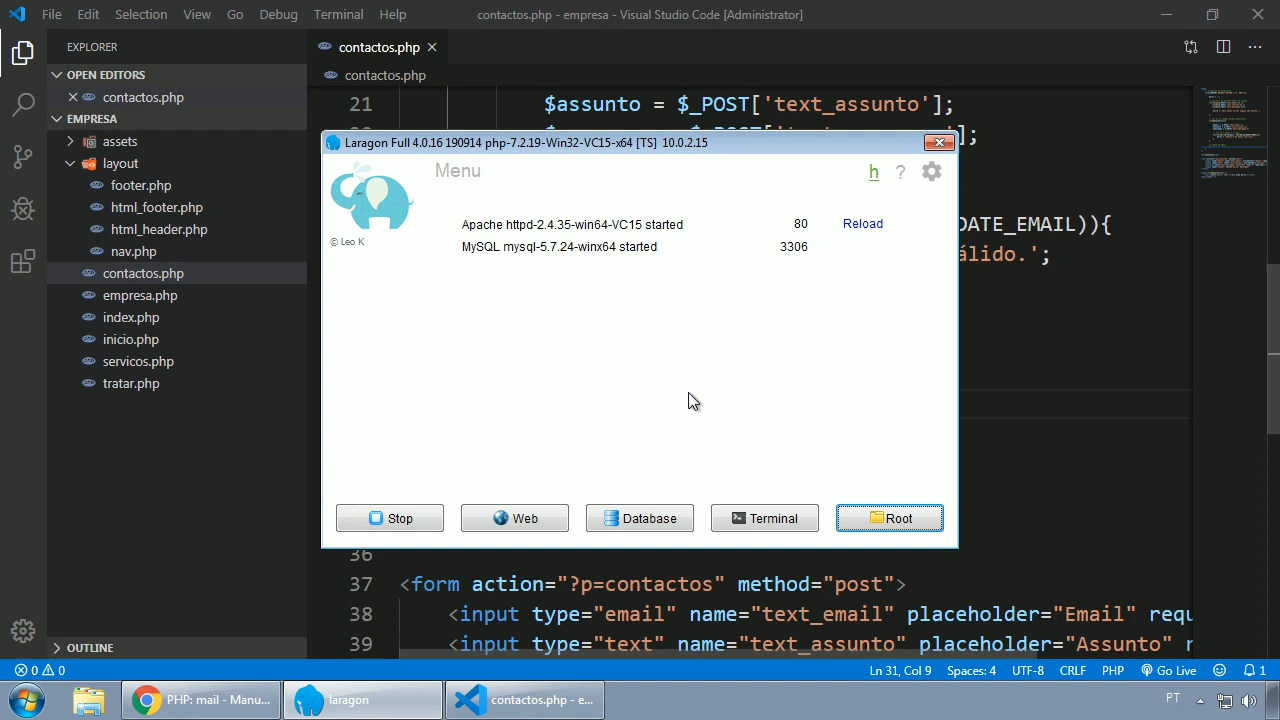 File Edit Selection View Go Debug Terminal Help
contactos.php - empresa - Visual Studio Code [Administrator]
EXPLORER
OPEN EDITORS
contactos.php
EMPRESA
assets
layout
footer.php
html_footer.php
html_header.php
nav.php
contactos.php
empresa.php
index.php
inicio.php
servicos.php
tratar.php
OUTLINE
contactos.php
contactos.php
21 $assunto = $_POST['text_assunto'];
];
DATE_EMAIL)){
álido.';
Laragon Full 4.0.16 190914 php-7.2.19-Win32-VC15-x64 [TS] 10.0.2.15
Menu
h ?
© Leo K
Apache httpd-2.4.35-win64-VC15 started 80 Reload
MySQL mysql-5.7.24-winx64 started 3306
Stop Web Database Terminal Root
36
37 <form action="?p=contactos" method="post">
38 <input type="email" name="text_email" placeholder="Email" requ
39 <input type="text" name="text_assunto" placeholder="Assunto" r
0 0 Ln 31, Col 9 Spaces: 4 UTF-8 CRLF PHP Go Live 1
PHP: mail - Manu... laragon contactos.php - e... PT